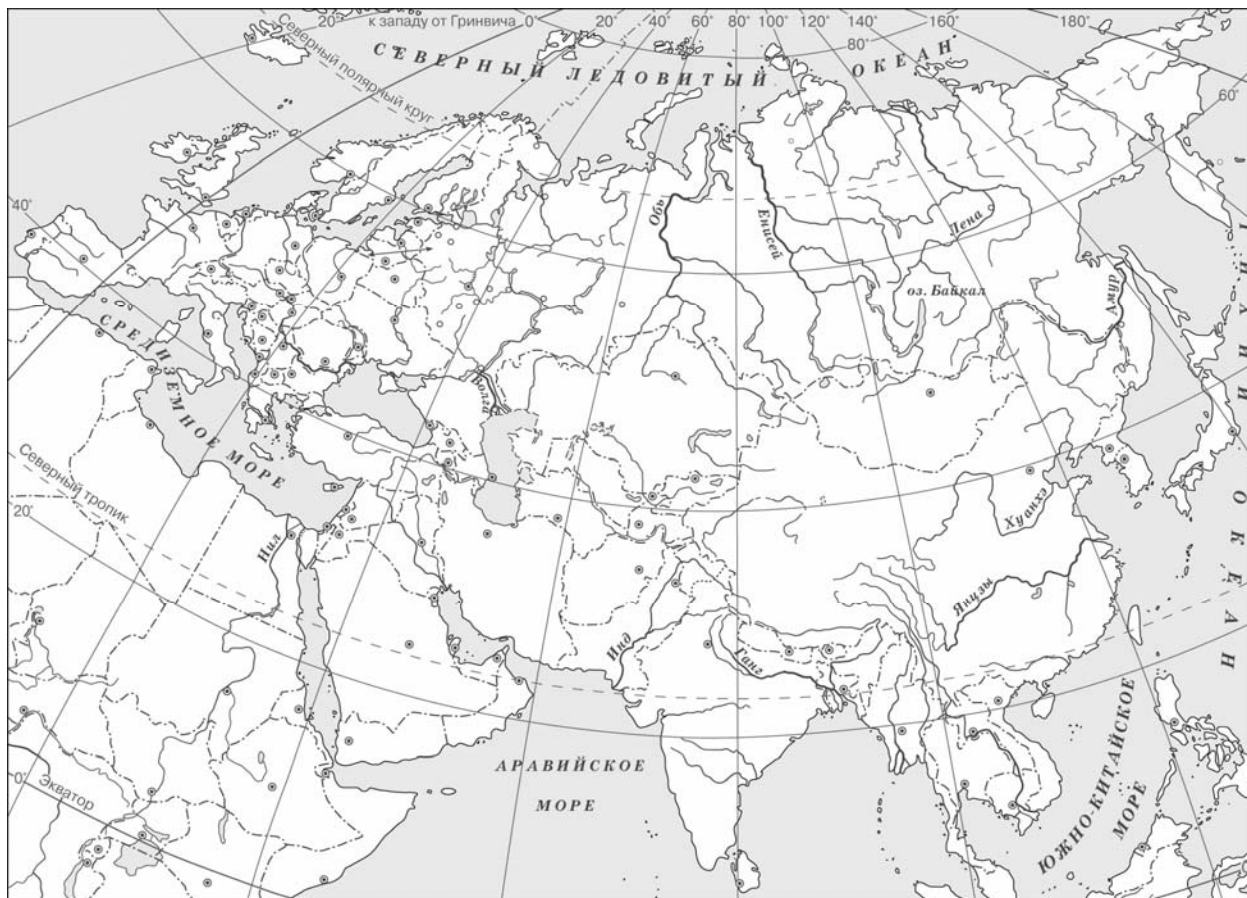 20° к западу от Гринвича 0° 20° 40° 60° 80° 100° 120° 140° 160° 180°
80°
60°
СЕВЕРНЫЙ ЛЕДОВИТЫЙ ОКЕАН
Северный полярный круг
40°
Обь
Енисей
Лена
оз. Байкал
Амур
Волга
СРЕДИЗЕМНОЕ МОРЕ
Северный тропик
20°
Нил
Хуанхэ
Янцзы
Инд
Ганг
ОКЕАН
АРАВИЙСКОЕ
МОРЕ
ЮЖНО-КИТАЙСКОЕ
МОРЕ
Экватор
0°